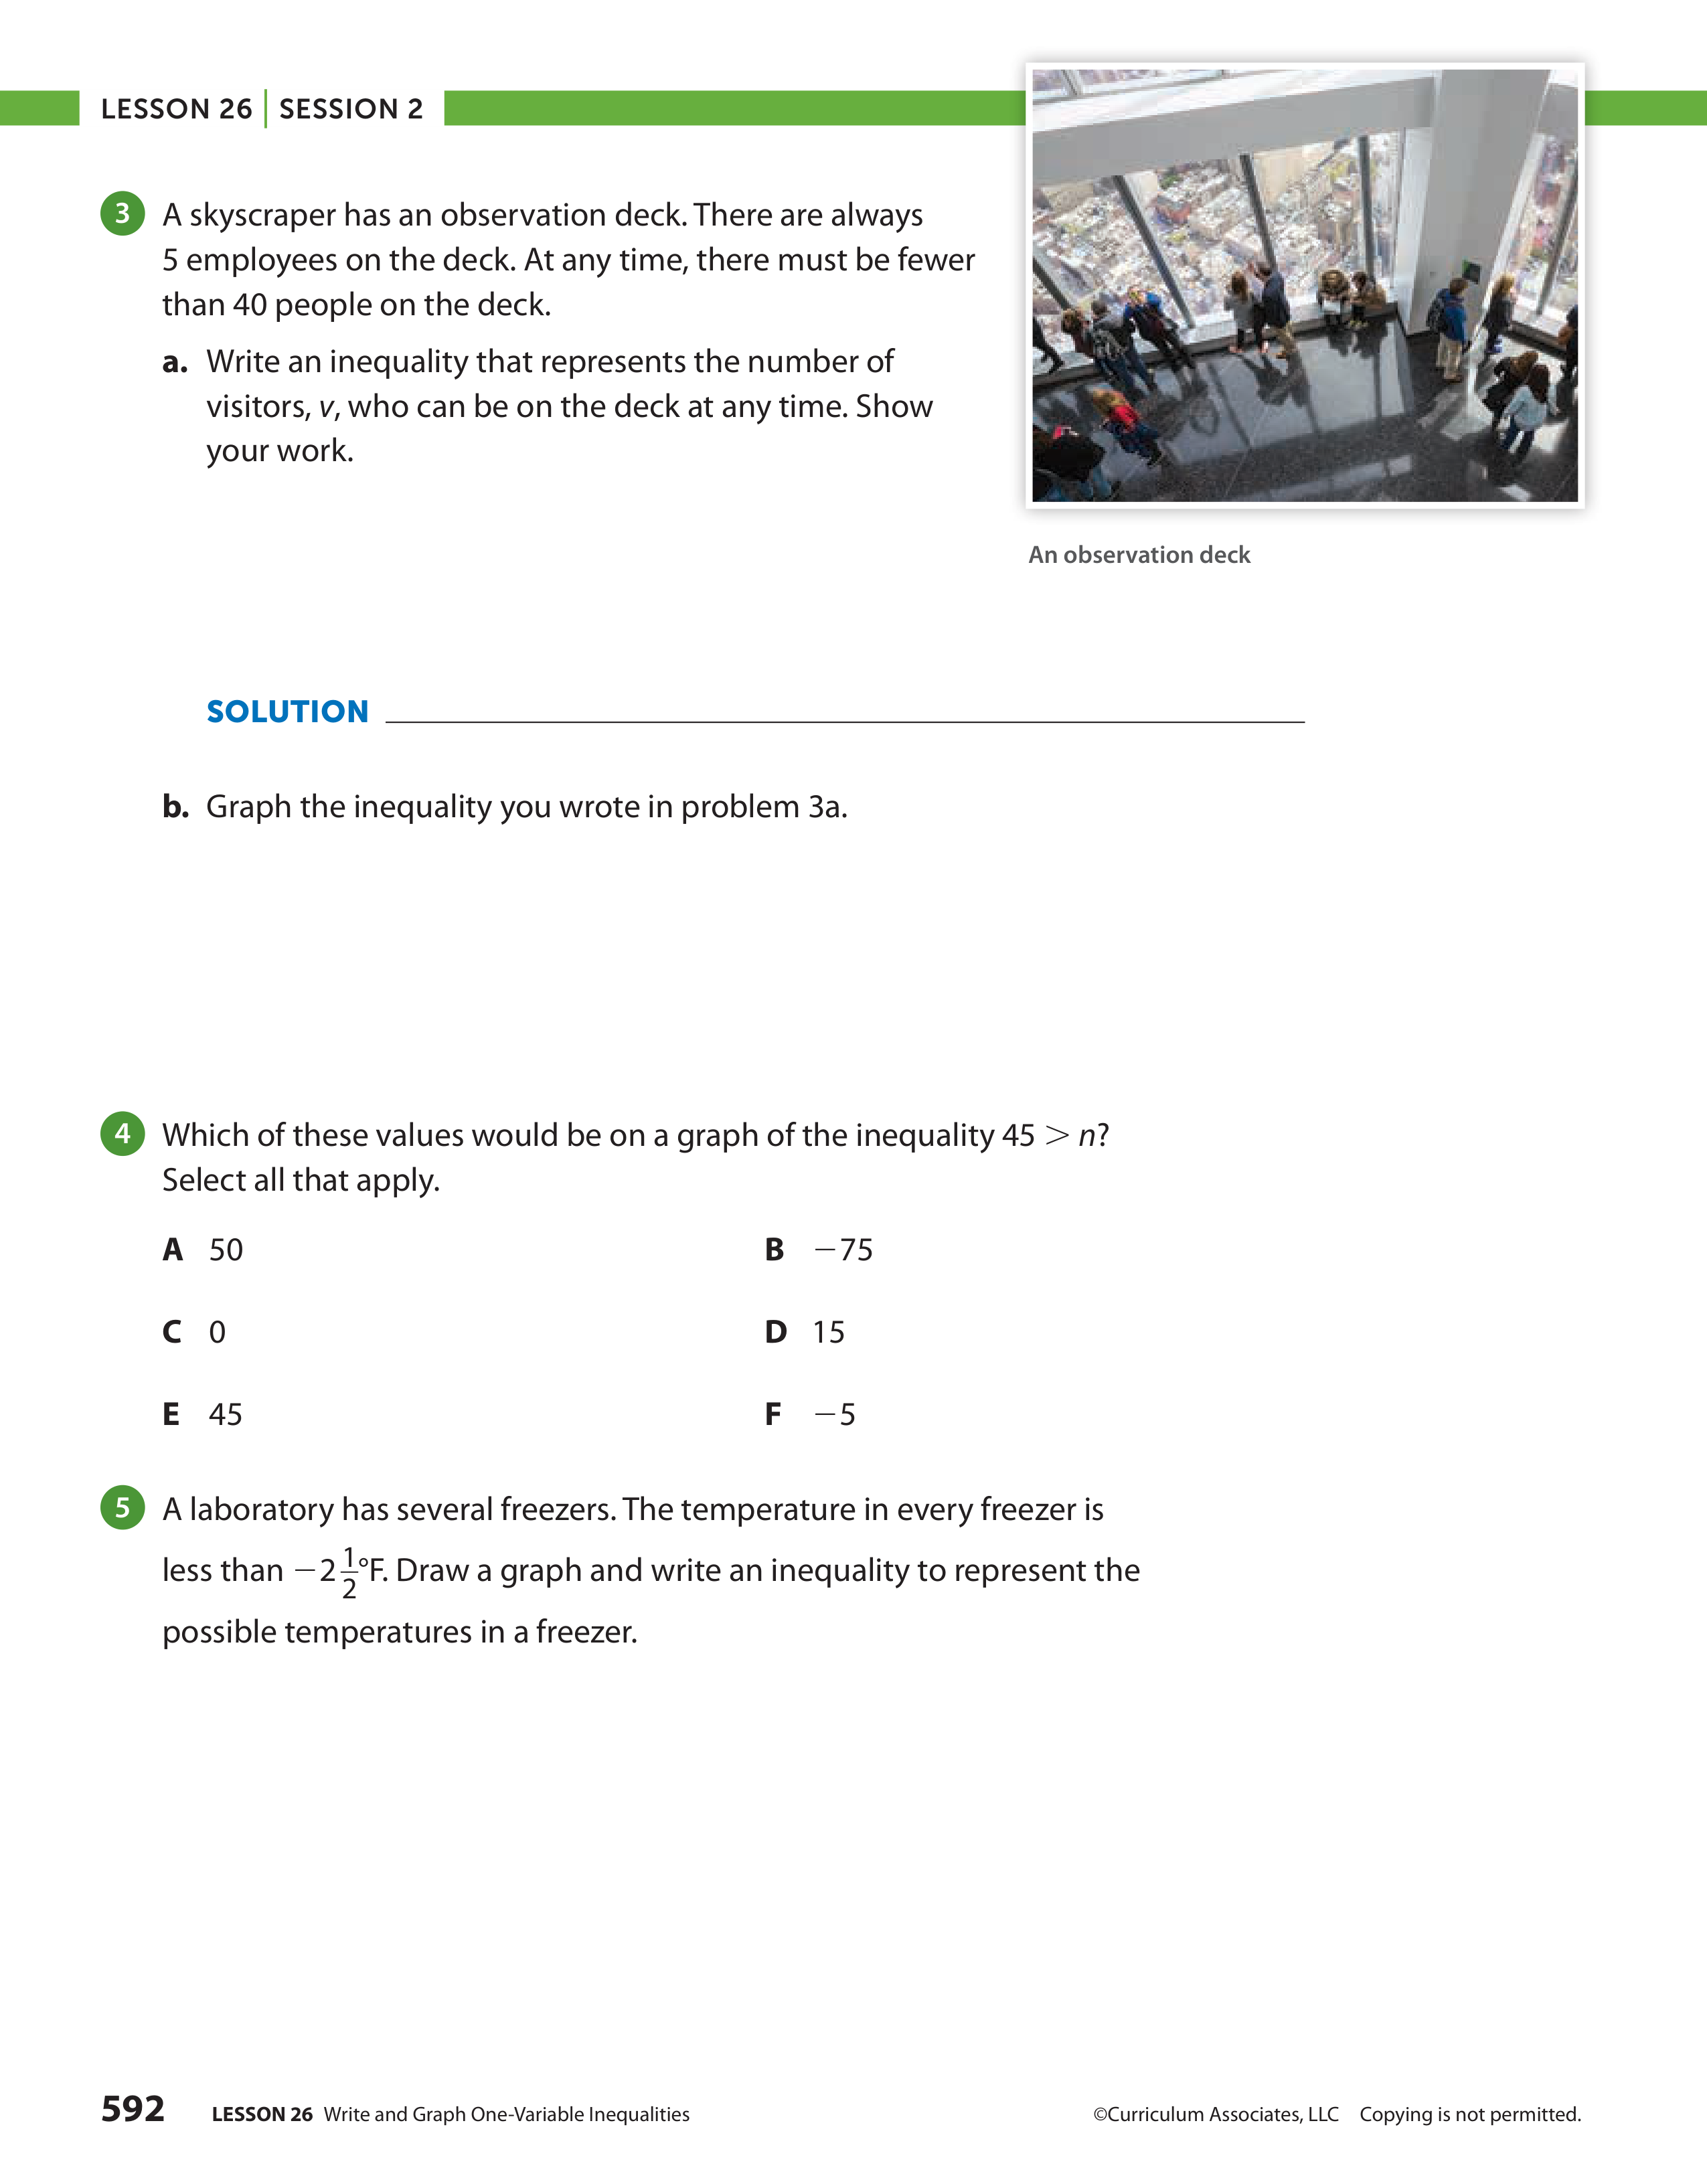 LESSON 26 | SESSION 2
3 A skyscraper has an observation deck. There are always
5 employees on the deck. At any time, there must be fewer
than 40 people on the deck.
a. Write an inequality that represents the number of
visitors, v, who can be on the deck at any time. Show
your work.
An observation deck
SOLUTION
b. Graph the inequality you wrote in problem 3a.
4 Which of these values would be on a graph of the inequality 45 > n?
Select all that apply.
A 50 B −75
C 0 D 15
E 45 F −5
5 A laboratory has several freezers. The temperature in every freezer is
less than −2 1/2 °F. Draw a graph and write an inequality to represent the
possible temperatures in a freezer.
592 LESSON 26 Write and Graph One-Variable Inequalities ©Curriculum Associates, LLC Copying is not permitted.